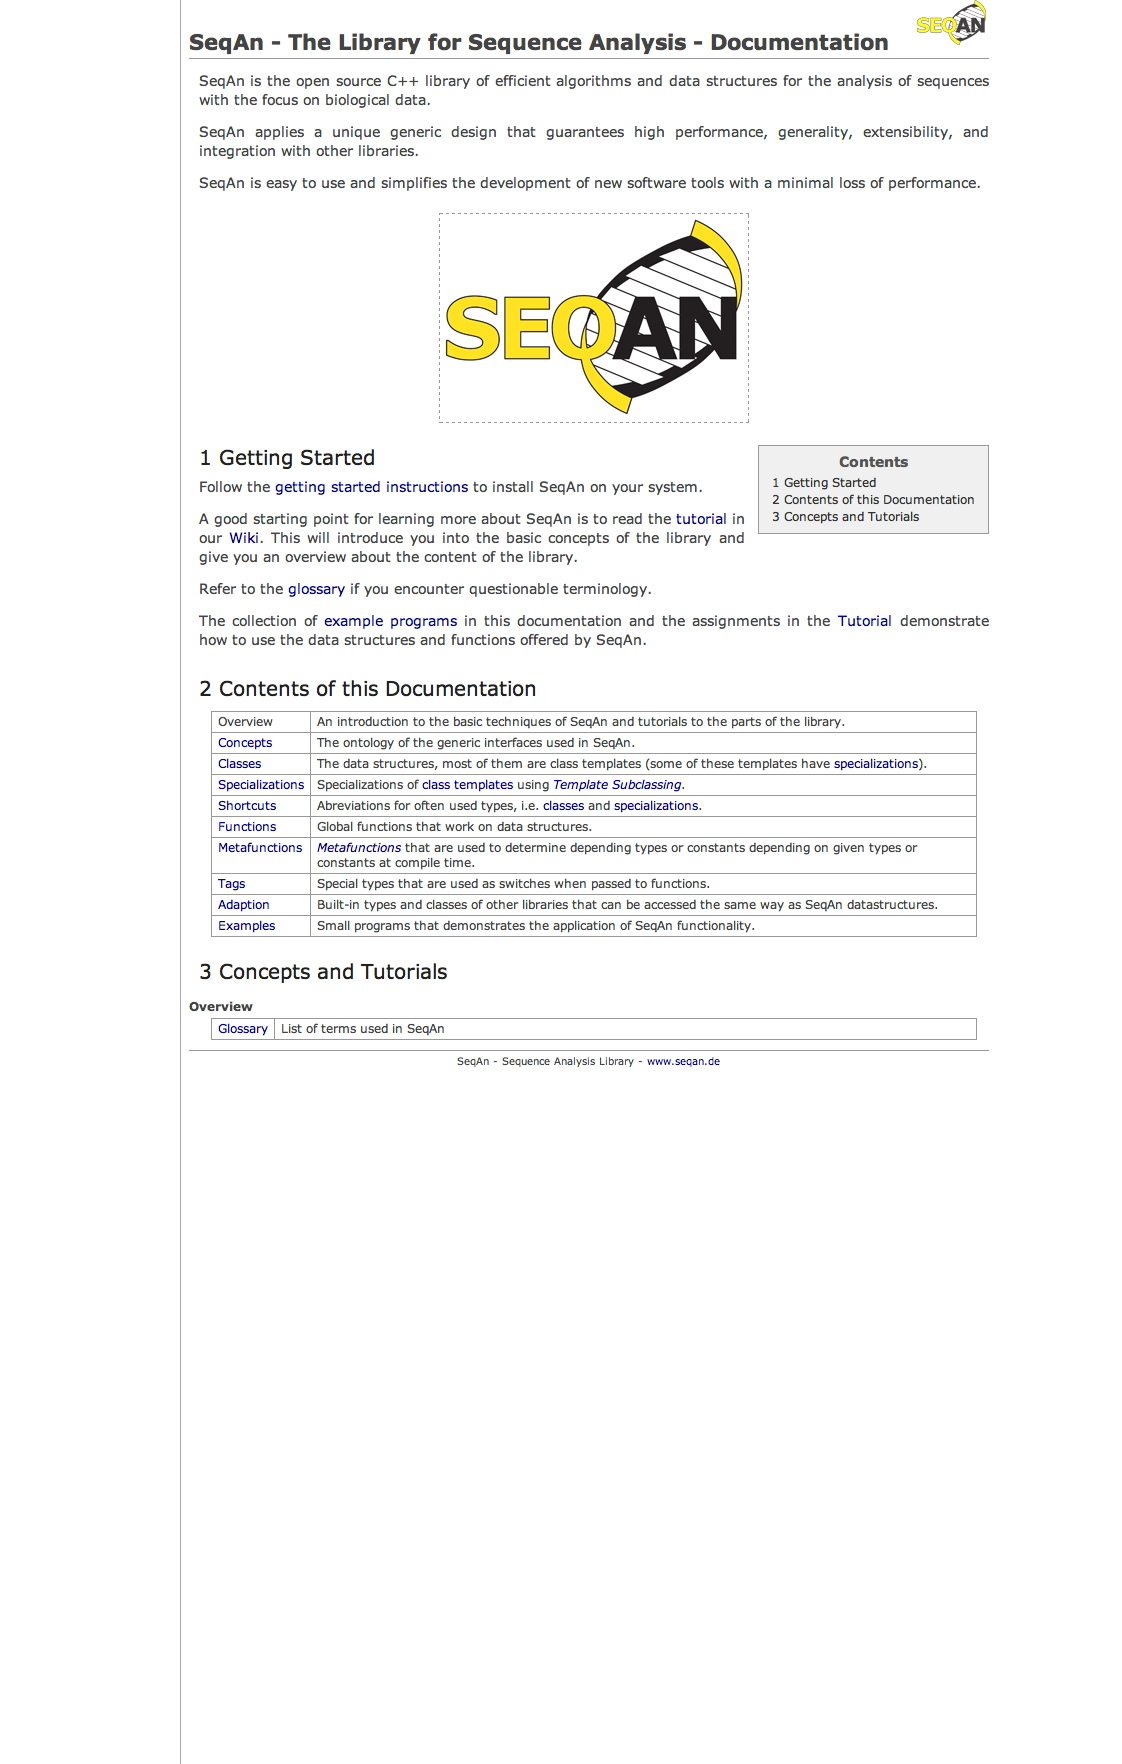 SeqAn - The Library for Sequence Analysis - Documentation
SEQAN
SeqAn is the open source C++ library of efficient algorithms and data structures for the analysis of sequences
with the focus on biological data.
SeqAn applies a unique generic design that guarantees high performance, generality, extensibility, and
integration with other libraries.
SeqAn is easy to use and simplifies the development of new software tools with a minimal loss of performance.
SEQAN
1 Getting Started
Follow the getting started instructions to install SeqAn on your system.
A good starting point for learning more about SeqAn is to read the tutorial in
our Wiki. This will introduce you into the basic concepts of the library and
give you an overview about the content of the library.
Refer to the glossary if you encounter questionable terminology.
The collection of example programs in this documentation and the assignments in the Tutorial demonstrate
how to use the data structures and functions offered by SeqAn.
Contents
1 Getting Started
2 Contents of this Documentation
3 Concepts and Tutorials
2 Contents of this Documentation
Overview An introduction to the basic techniques of SeqAn and tutorials to the parts of the library.
Concepts The ontology of the generic interfaces used in SeqAn.
Classes The data structures, most of them are class templates (some of these templates have specializations).
Specializations Specializations of class templates using Template Subclassing.
Shortcuts Abreviations for often used types, i.e. classes and specializations.
Functions Global functions that work on data structures.
Metafunctions Metafunctions that are used to determine depending types or constants depending on given types or
constants at compile time.
Tags Special types that are used as switches when passed to functions.
Adaption Built-in types and classes of other libraries that can be accessed the same way as SeqAn datastructures.
Examples Small programs that demonstrates the application of SeqAn functionality.
3 Concepts and Tutorials
Overview
Glossary List of terms used in SeqAn
SeqAn - Sequence Analysis Library - www.seqan.de